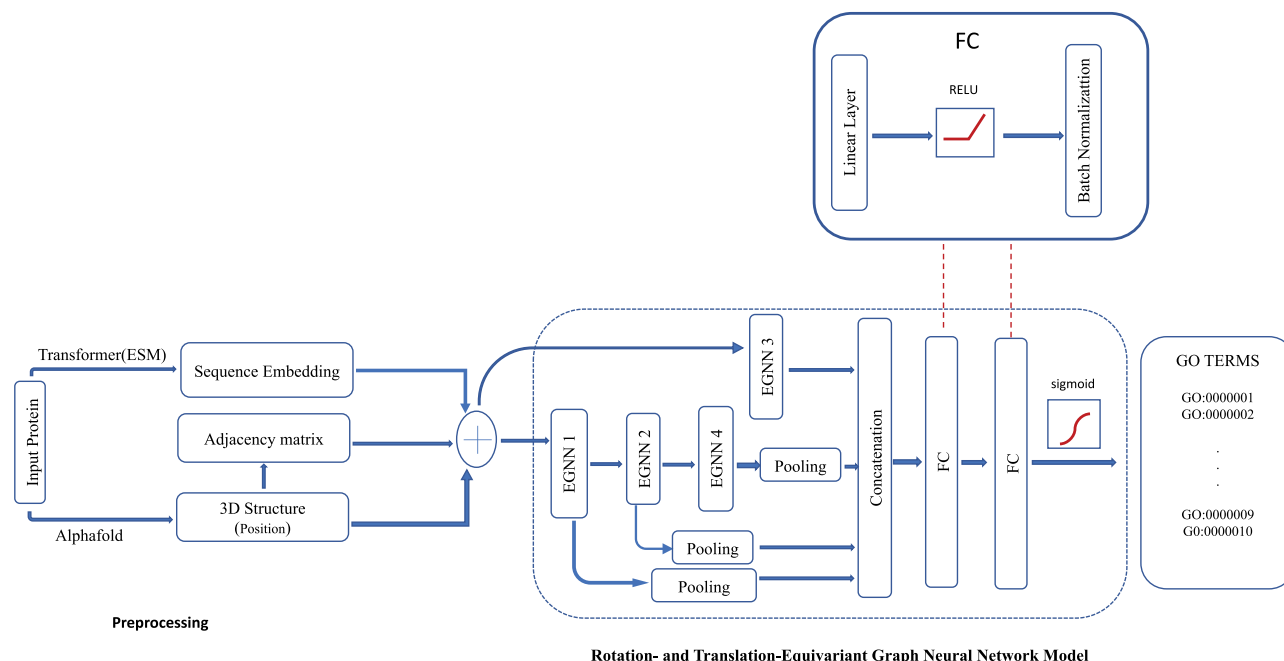 FC
Linear Layer
RELU
Batch Normalizattion
Transformer(ESM)
Input Protein
Alphafold
Sequence Embedding
Adjacency matrix
3D Structure
(Position)
EGNN 1
EGNN 2
EGNN 4
EGNN 3
Pooling
Pooling
Pooling
Concatenation
FC
FC
sigmoid
GO TERMS
GO:0000001
GO:0000002
.
.
.
GO:0000009
G0:0000010
Preprocessing
Rotation- and Translation-Equivariant Graph Neural Network Model